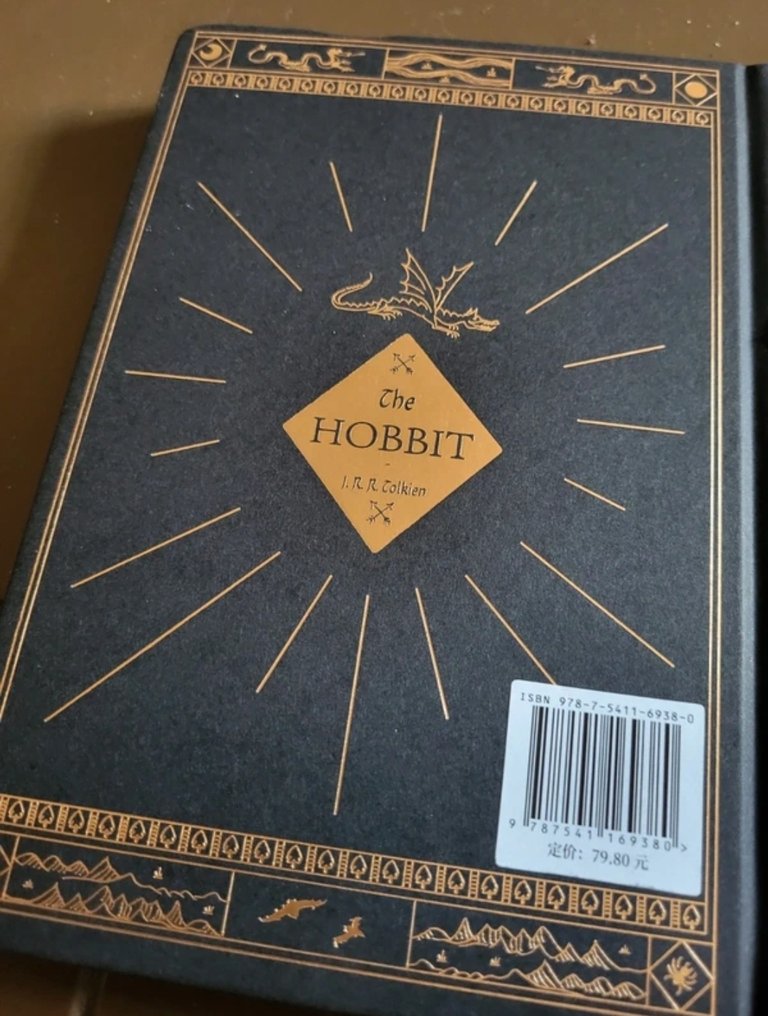 The
HOBBIT
J. R. R. Tolkien
ISBN 978-7-5411-6938-0
9 787541 169380 >
定价：79.80 元